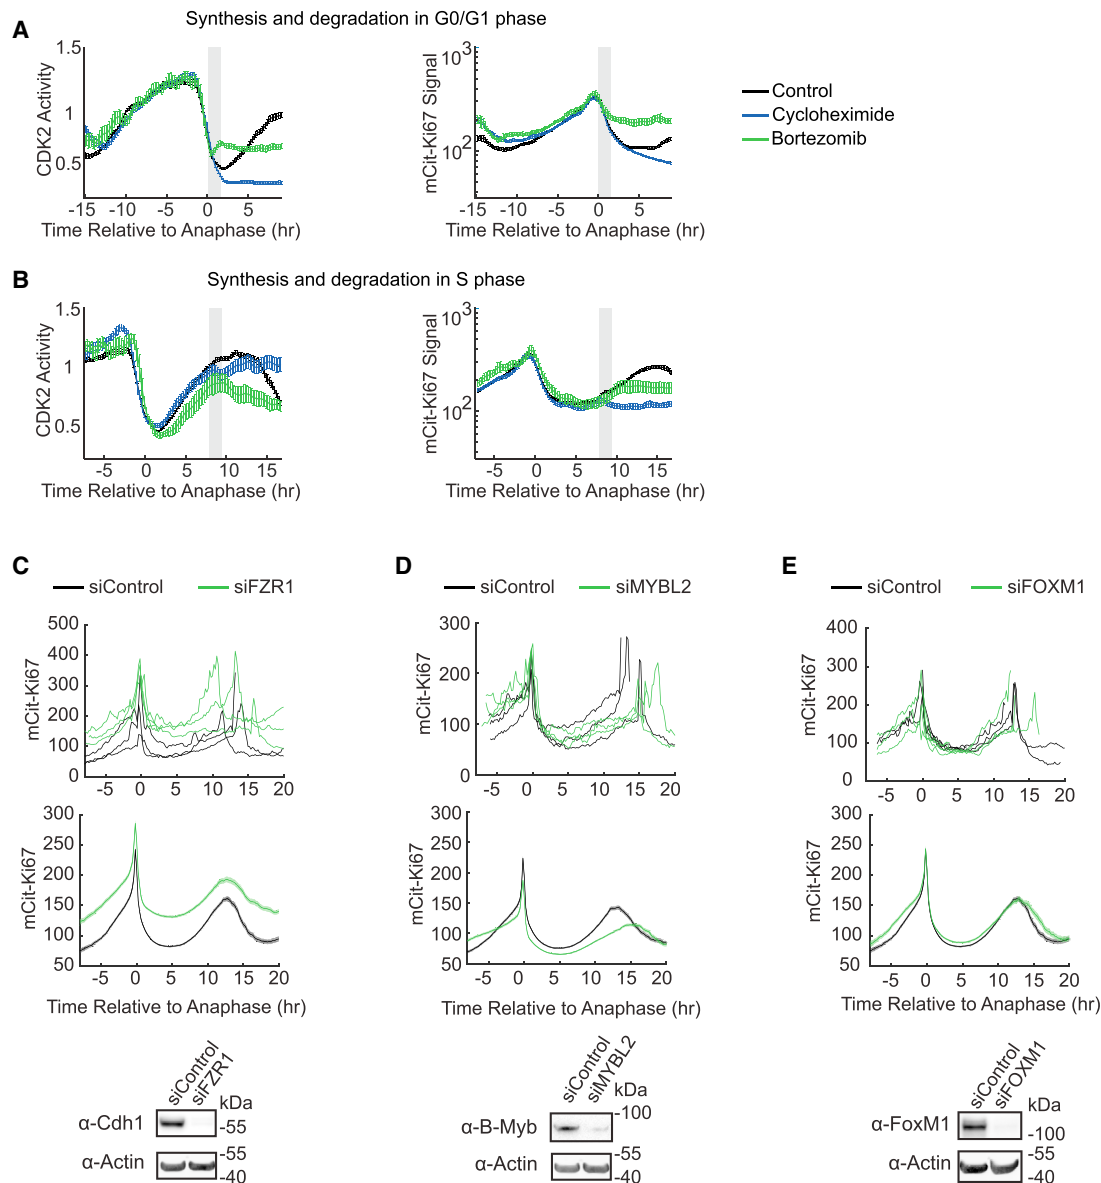 A
Synthesis and degradation in G0/G1 phase
1.5
1
0.5
CDK2 Activity
-15 -10 -5 0 5
Time Relative to Anaphase (hr)
10^3
10^2
mCit-Ki67 Signal
-15 -10 -5 0 5
Time Relative to Anaphase (hr)
Control
Cycloheximide
Bortezomib
B
Synthesis and degradation in S phase
1.5
1
0.5
CDK2 Activity
-5 0 5 10 15
Time Relative to Anaphase (hr)
10^3
10^2
mCit-Ki67 Signal
-5 0 5 10 15
Time Relative to Anaphase (hr)
C
siControl siFZR1
500
400
300
200
100
0
mCit-Ki67
-5 0 5 10 15 20
300
250
200
150
100
50
mCit-Ki67
-5 0 5 10 15 20
Time Relative to Anaphase (hr)
siControl
siFZR1
kDa
α-Cdh1
-55
α-Actin
-55
-40
D
siControl siMYBL2
300
200
100
0
mCit-Ki67
-5 0 5 10 15 20
300
250
200
150
100
50
mCit-Ki67
-5 0 5 10 15 20
Time Relative to Anaphase (hr)
siControl
siMYBL2
-100
kDa
α-B-Myb
-55
α-Actin
-40
E
siControl siFOXM1
400
300
200
100
0
mCit-Ki67
-5 0 5 10 15 20
300
250
200
150
100
50
mCit-Ki67
-5 0 5 10 15 20
Time Relative to Anaphase (hr)
siControl
siFOXM1
kDa
α-FoxM1
-100
-55
α-Actin
-40